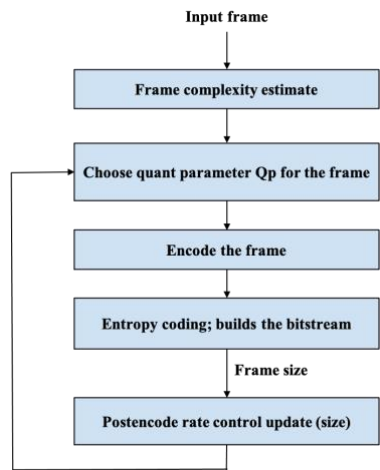 Input frame
Frame complexity estimate
Choose quant parameter Qp for the frame
Encode the frame
Entropy coding; builds the bitstream
Frame size
Postencode rate control update (size)